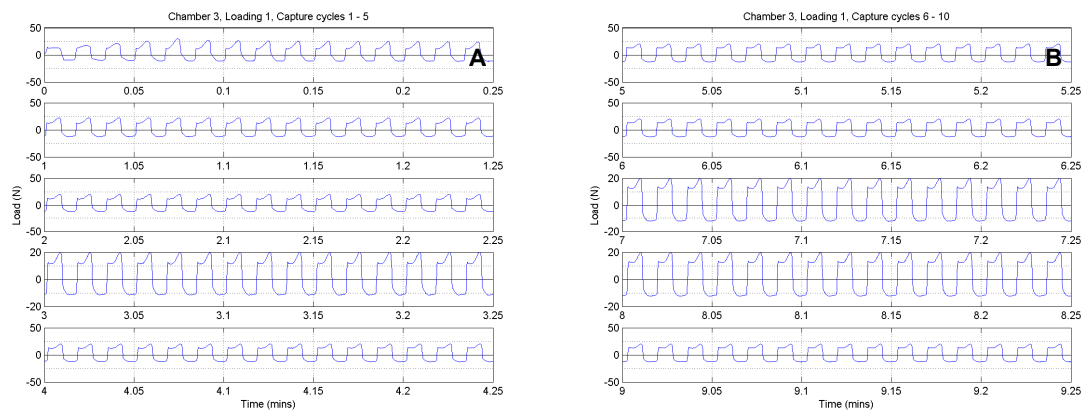 Chamber 3, Loading 1, Capture cycles 1 - 5
50
0
-50
0 0.05 0.1 0.15 0.2 0.25
A
50
0
-50
1 1.05 1.1 1.15 1.2 1.25
50
0
-50
2 2.05 2.1 2.15 2.2 2.25
Load (N)
20
0
-20
3 3.05 3.1 3.15 3.2 3.25
50
0
-50
4 4.05 4.1 4.15 4.2 4.25
Time (mins)
Chamber 3, Loading 1, Capture cycles 6 - 10
50
0
-50
5 5.05 5.1 5.15 5.2 5.25
B
50
0
-50
6 6.05 6.1 6.15 6.2 6.25
20
0
-20
7 7.05 7.1 7.15 7.2 7.25
Load (N)
20
0
-20
8 8.05 8.1 8.15 8.2 8.25
50
0
-50
9 9.05 9.1 9.15 9.2 9.25
Time (mins)